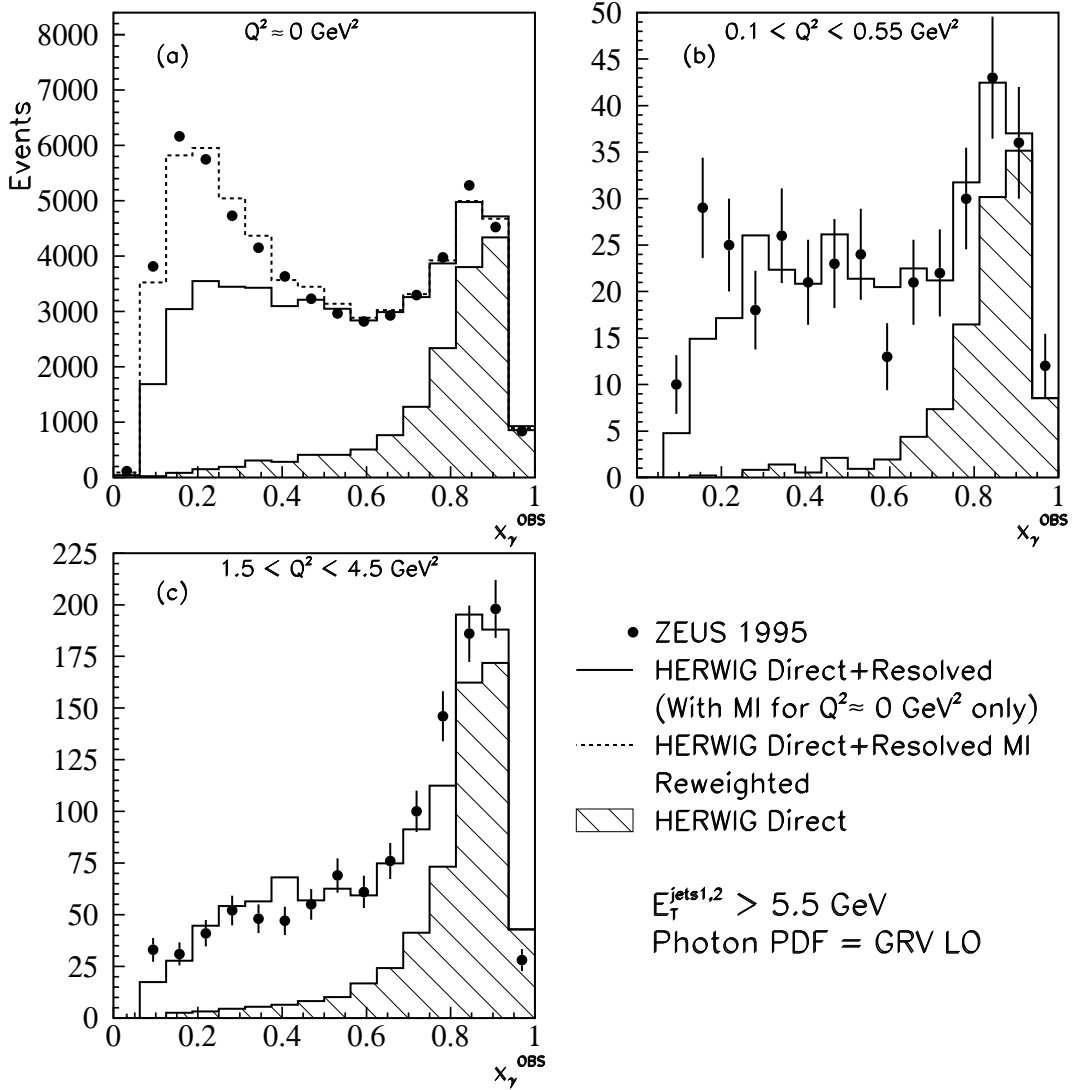 (a)
Q² ≈ 0 GeV²
Events
8000
7000
6000
5000
4000
3000
2000
1000
0
0 0.2 0.4 0.6 0.8 1
xγ^OBS
(b)
0.1 < Q² < 0.55 GeV²
50
45
40
35
30
25
20
15
10
5
0
0 0.2 0.4 0.6 0.8 1
xγ^OBS
(c)
1.5 < Q² < 4.5 GeV²
225
200
175
150
125
100
75
50
25
0
0 0.2 0.4 0.6 0.8 1
xγ^OBS
ZEUS 1995
HERWIG Direct+Resolved
(With MI for Q²≈ 0 GeV² only)
HERWIG Direct+Resolved MI
Reweighted
HERWIG Direct
E_T^jets1,2 > 5.5 GeV
Photon PDF = GRV LO